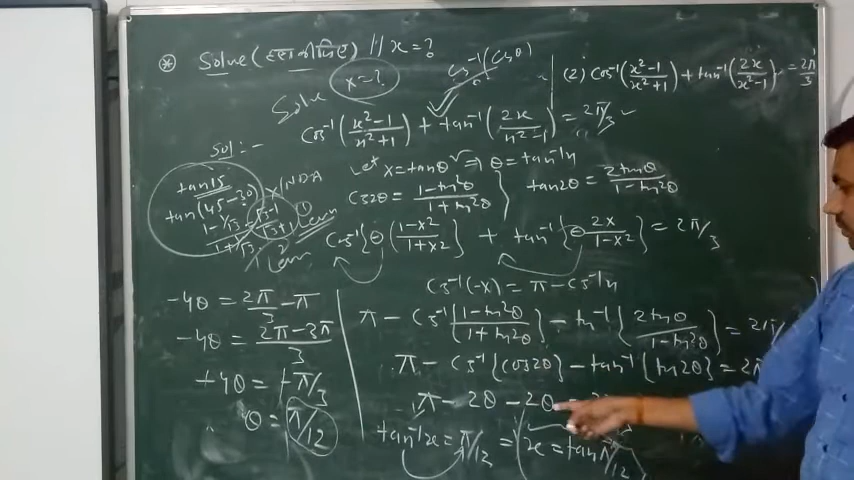 ⊛ Solve (हल कीजिए) // x = ?
Solve x = ? cos⁻¹(cosθ)
(2) cos⁻¹((x²-1)/(x²+1)) + tan⁻¹(2x/(x²-1)) = 2π/3
cos⁻¹((x²-1)/(x²+1)) + tan⁻¹(2x/(x²-1)) = 2π/3
Sol:-
Let x = tanθ ⇒ θ = tan⁻¹x
tan15
tan(45-30)
NDA
1-1/√3
1+1/√3
√3-1
√3+1
Learn
Learn
cos2θ = (1-tan²θ)/(1+tan²θ)
tan2θ = 2tanθ/(1-tan²θ)
cos⁻¹{⊖((1-x²)/(1+x²)} + tan⁻¹{⊖ 2x/(1-x²)} = 2π/3
cos⁻¹(-x) = π - cos⁻¹x
π - cos⁻¹{(1-tan²θ)/(1+tan²θ)} - tan⁻¹{2tanθ/(1-tan²θ)} = 2π/
π - cos⁻¹{cos2θ} - tan⁻¹{tan2θ} = 2π
π - 2θ - 2θ
tan⁻¹x = π/12 = x = tanπ/12
-4θ = 2π/3 - π
-4θ = (2π-3π)/3
+4θ = +π/3
θ = π/12